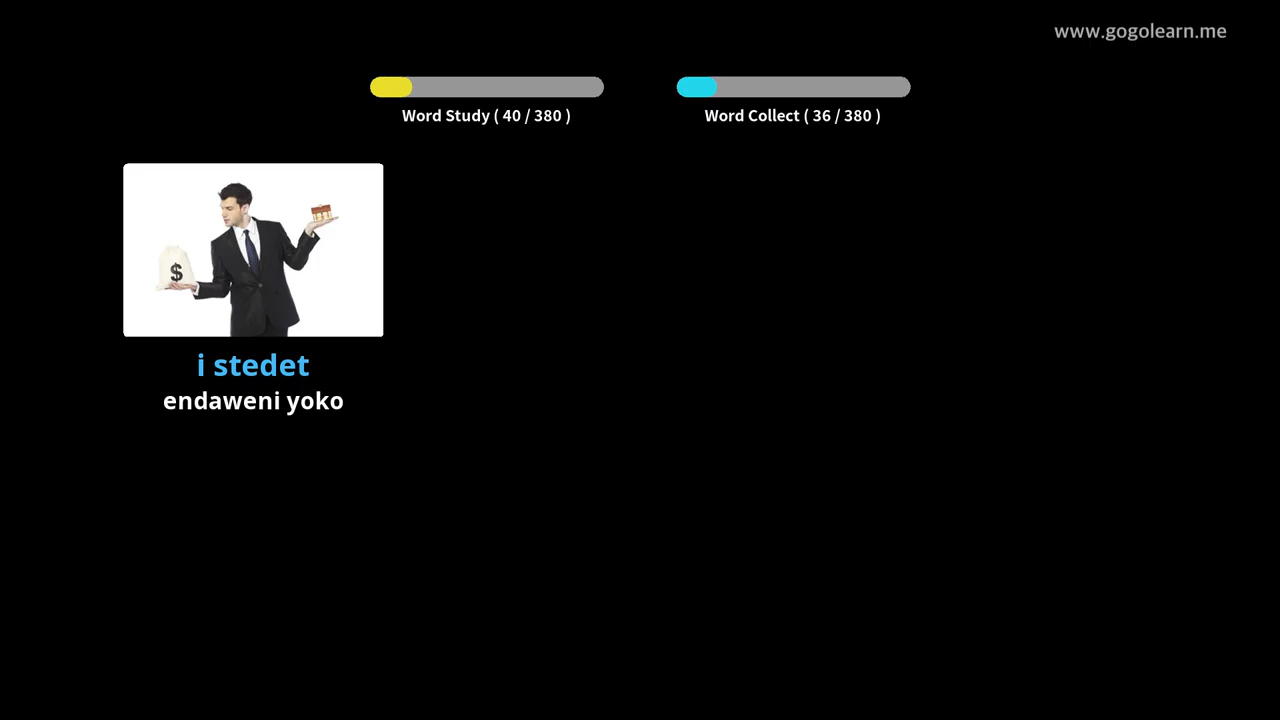 www.gogolearn.me
Word Study ( 40 / 380 )
Word Collect ( 36 / 380 )
$
i stedet
endaweni yoko